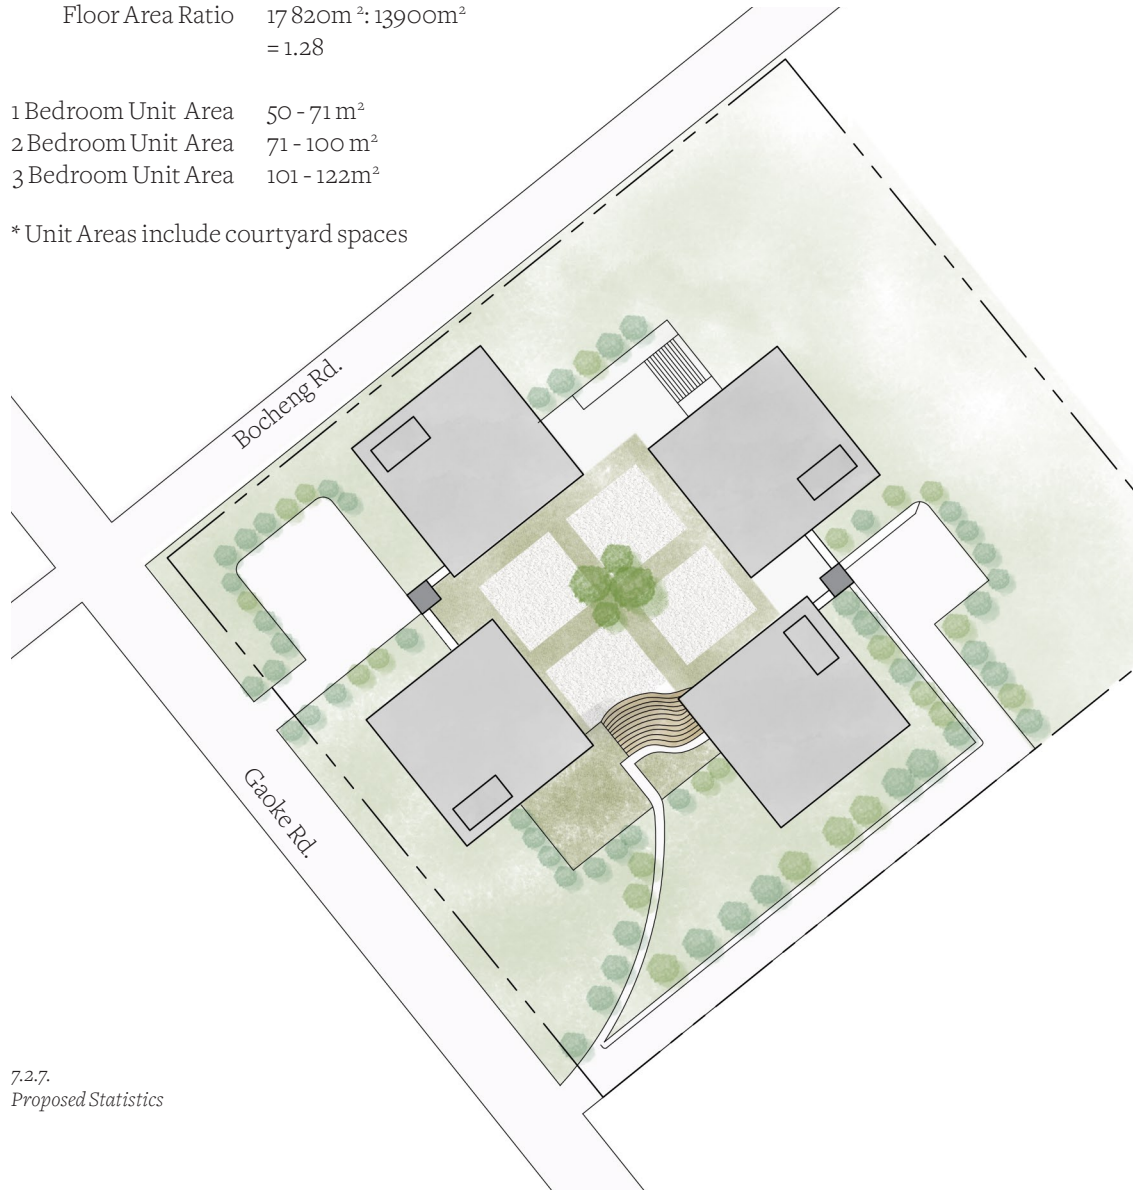 Floor Area Ratio 17 820m²: 13900m²
= 1.28
1 Bedroom Unit Area 50 - 71 m²
2 Bedroom Unit Area 71 - 100 m²
3 Bedroom Unit Area 101 - 122m²
* Unit Areas include courtyard spaces
Bocheng Rd.
Gaoke Rd.
7.2.7.
Proposed Statistics